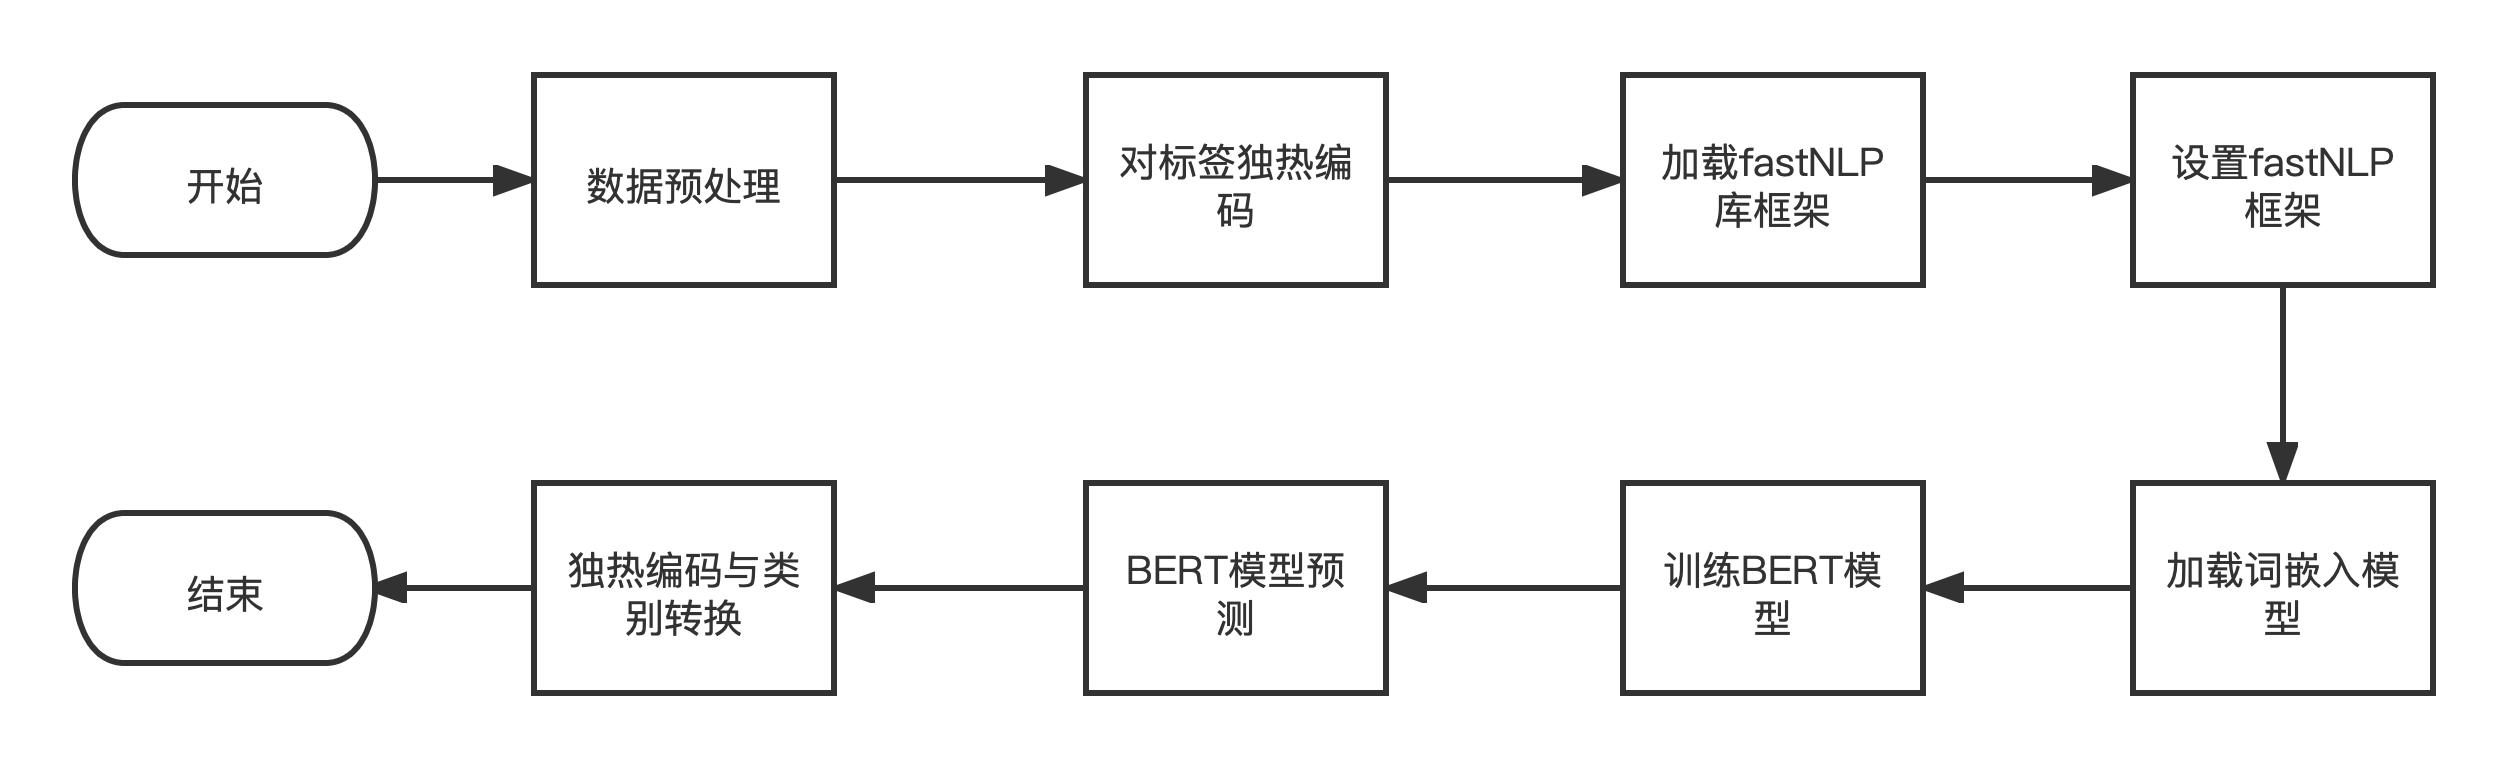 开始
数据预处理
对标签独热编
码
加载fastNLP
库框架
设置fastNLP
框架
加载词嵌入模
型
训练BERT模
型
BERT模型预
测
独热编码与类
别转换
结束